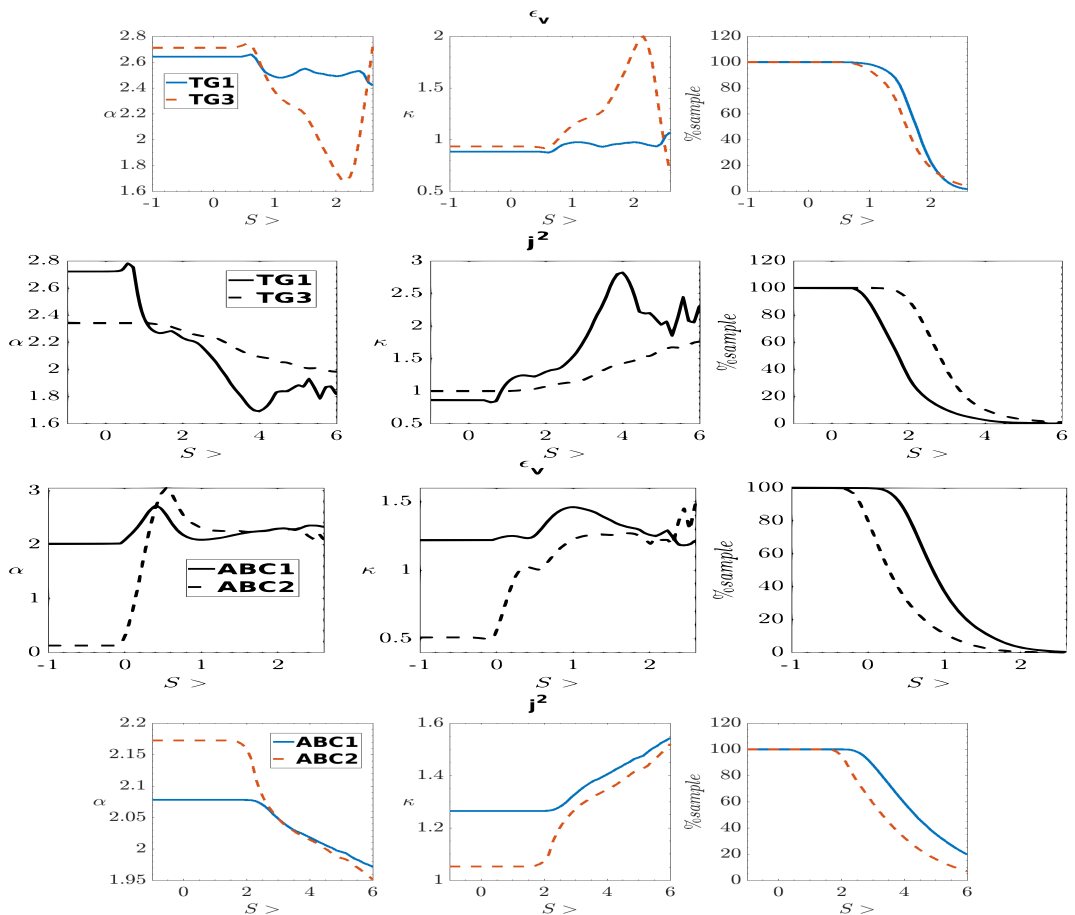 ϵv
2.8
2.6
2.4
2.2
2
1.8
1.6
α
TG1
TG3
-1 0 1 2
S >
2
1.5
1
0.5
κ
-1 0 1 2
S >
120
100
80
60
40
20
0
%sample
-1 0 1 2
S >
j²
2.8
2.6
2.4
2.2
2
1.8
1.6
α
TG1
TG3
0 2 4 6
S >
3
2.5
2
1.5
1
0.5
κ
0 2 4 6
S >
120
100
80
60
40
20
0
%sample
0 2 4 6
S >
ϵv
3
2
1
0
α
ABC1
ABC2
-1 0 1 2
S >
1.5
1
0.5
κ
-1 0 1 2
S >
100
80
60
40
20
0
%sample
-1 0 1 2
S >
j²
2.2
2.15
2.1
2.05
2
1.95
α
ABC1
ABC2
0 2 4 6
S >
1.6
1.4
1.2
1
κ
0 2 4 6
S >
120
100
80
60
40
20
0
%sample
0 2 4 6
S >